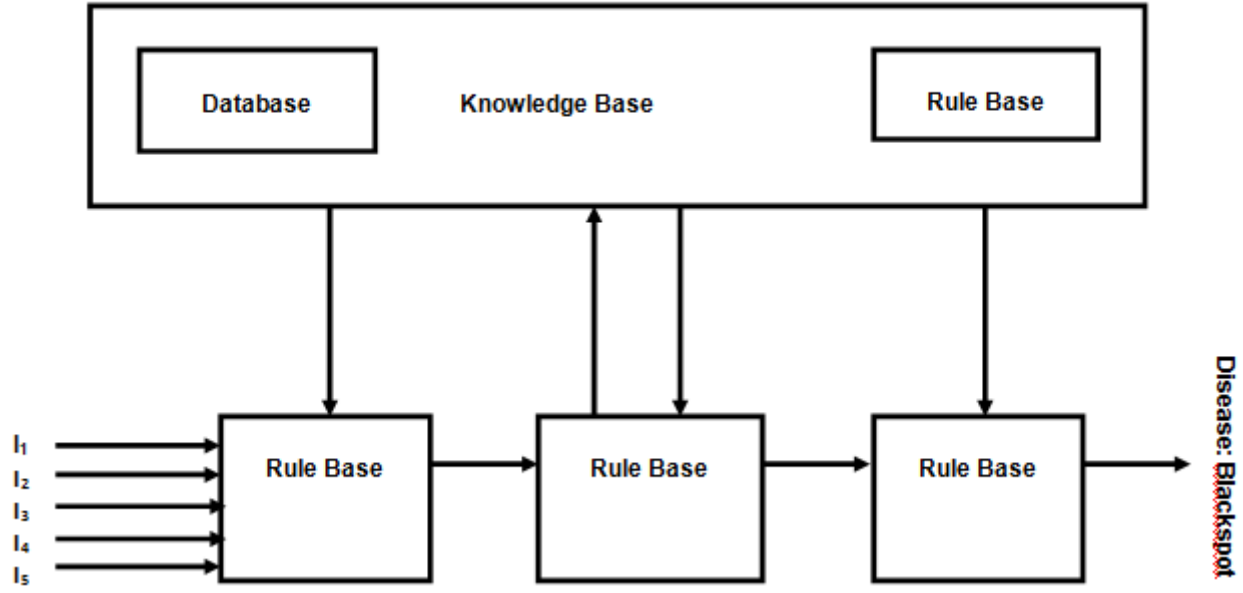 Database
Knowledge Base
Rule Base
I₁
I₂
I₃
I₄
I₅
Rule Base
Rule Base
Rule Base
Disease: Blackspot